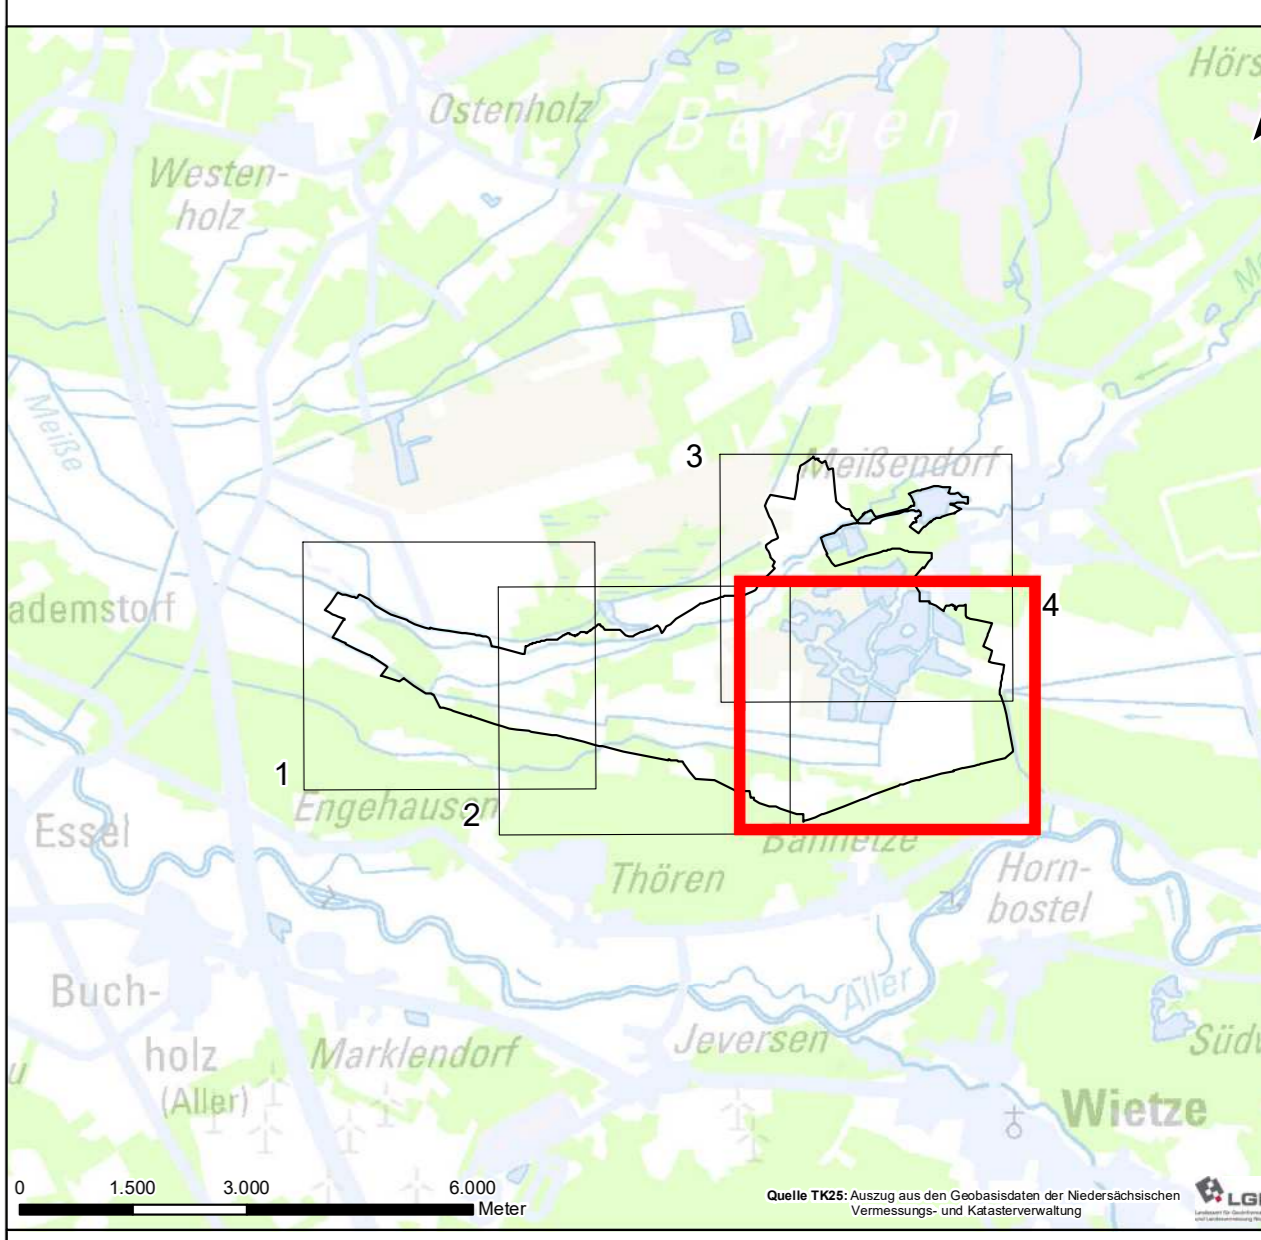 Hörs
Ostenholz
Bergen
Westen-
holz
Meiße
3
Meißendorf
ademstorf
4
1
Engehausen
2
Essel
Bannetze
Thören
Horn-
bostel
Buch-
Aller
holz
(Aller)
Marklendorf
Jeversen
Südw
u
Wietze
0 1.500 3.000 6.000
Meter
Quelle TK25: Auszug aus den Geobasisdaten der Niedersächsischen
Vermessungs- und Katasterverwaltung
LGL